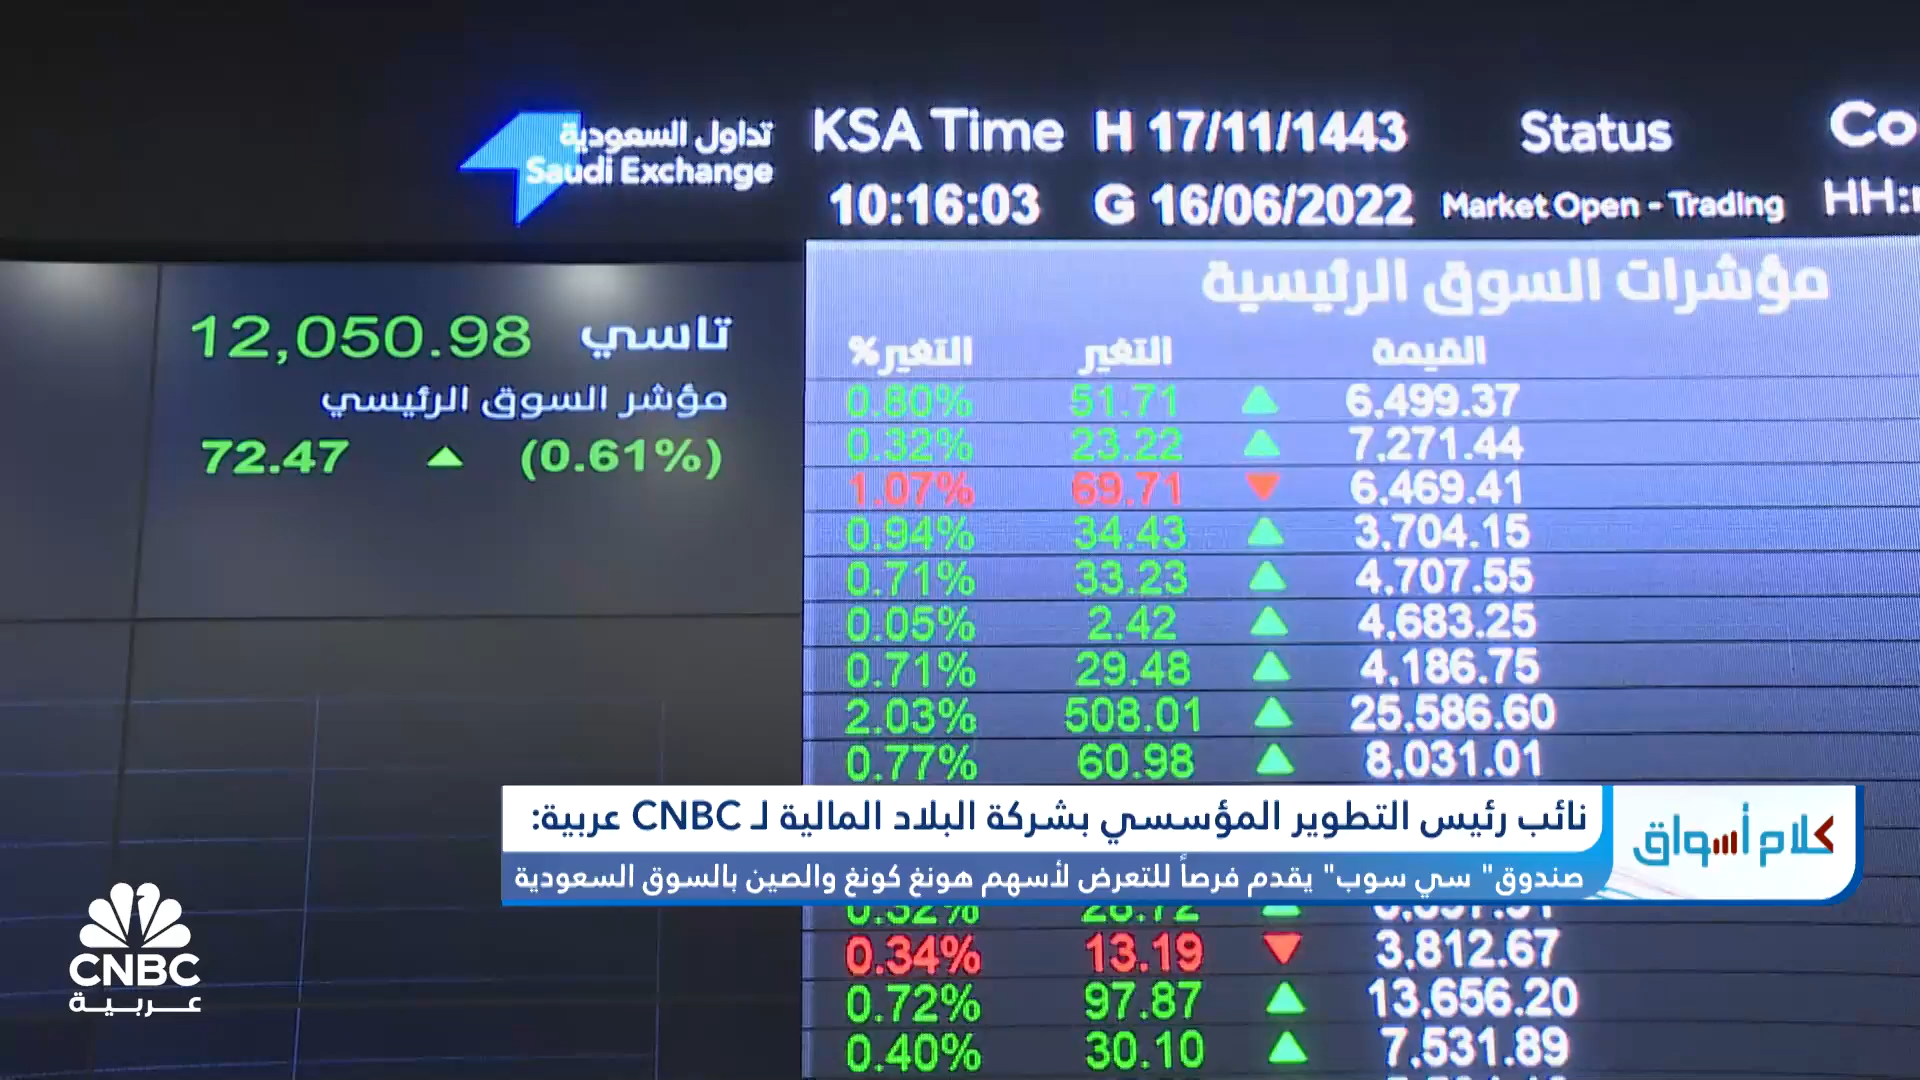 تداول السعودية
Saudi Exchange
KSA Time H 17/11/1443 Status
10:16:03 G 16/06/2022 Market Open - Trading
12,050.98 تاسي
مؤشر السوق الرئيسي
72.47 ▲ (0.61%)
مؤشرات السوق الرئيسية
التغير% التغير القيمة
0.80% 51.71 ▲ 6,499.37
0.32% 23.22 ▲ 7,271.44
1.07% 69.71 ▼ 6,469.41
0.94% 34.43 ▲ 3,704.15
0.71% 33.23 ▲ 4,707.55
0.05% 2.42 ▲ 4,683.25
0.71% 29.48 ▲ 4,186.75
2.03% 508.01 ▲ 25,586.60
0.77% 60.98 ▲ 8,031.01
كلام أسواق
نائب رئيس التطوير المؤسسي بشركة البلاد المالية لـ CNBC عربية:
صندوق" سي سوب" يقدم فرصاً للتعرض لأسهم هونغ كونغ والصين بالسوق السعودية
0.34% 13.19 ▼ 3,812.67
0.72% 97.87 ▲ 13,656.20
0.40% 30.10 ▲ 7,531.89
CNBC
عربية